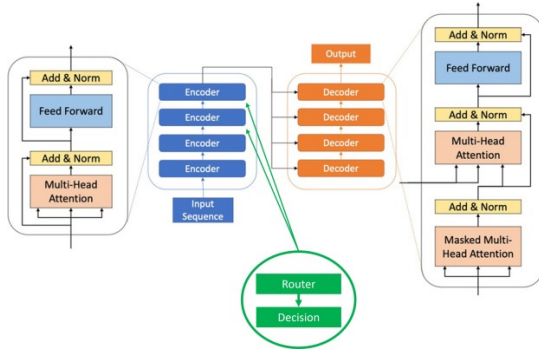 Add & Norm
Feed Forward
Add & Norm
Multi-Head
Attention
Encoder
Encoder
Encoder
Encoder
Input
Sequence
Output
Decoder
Decoder
Decoder
Decoder
Add & Norm
Feed Forward
Add & Norm
Multi-Head
Attention
Add & Norm
Masked Multi-
Head Attention
Router
Decision